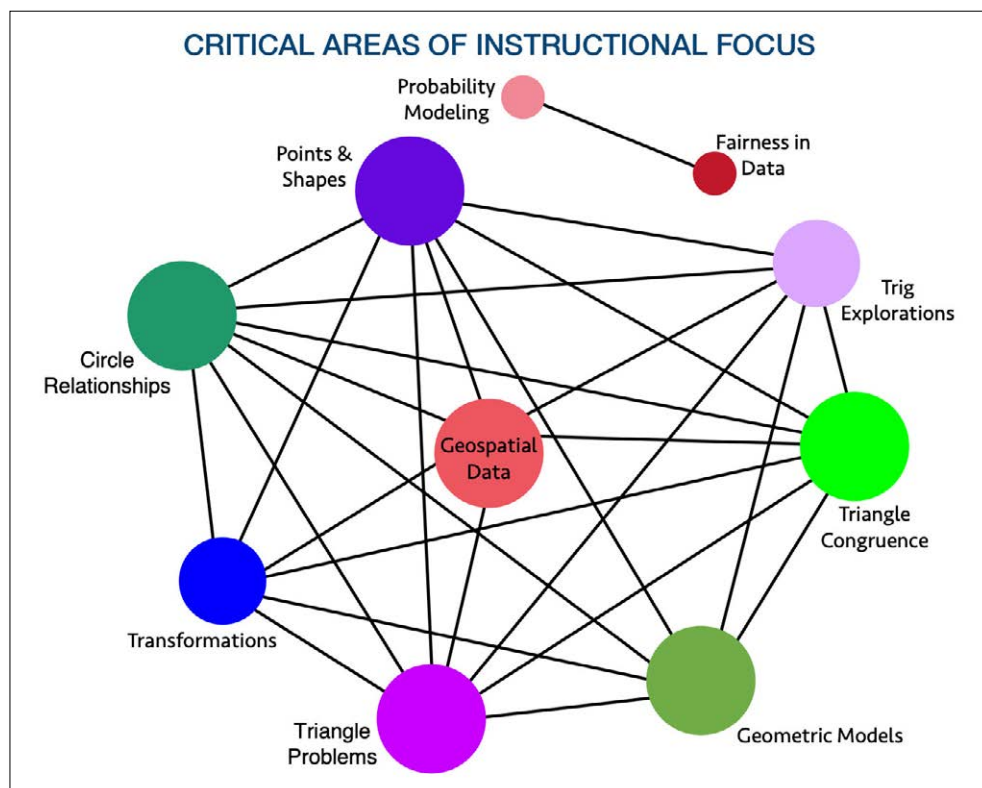 CRITICAL AREAS OF INSTRUCTIONAL FOCUS
Probability
Modeling
Fairness in
Data
Points &
Shapes
Trig
Explorations
Circle
Relationships
Geospatial
Data
Triangle
Congruence
Transformations
Triangle
Problems
Geometric Models